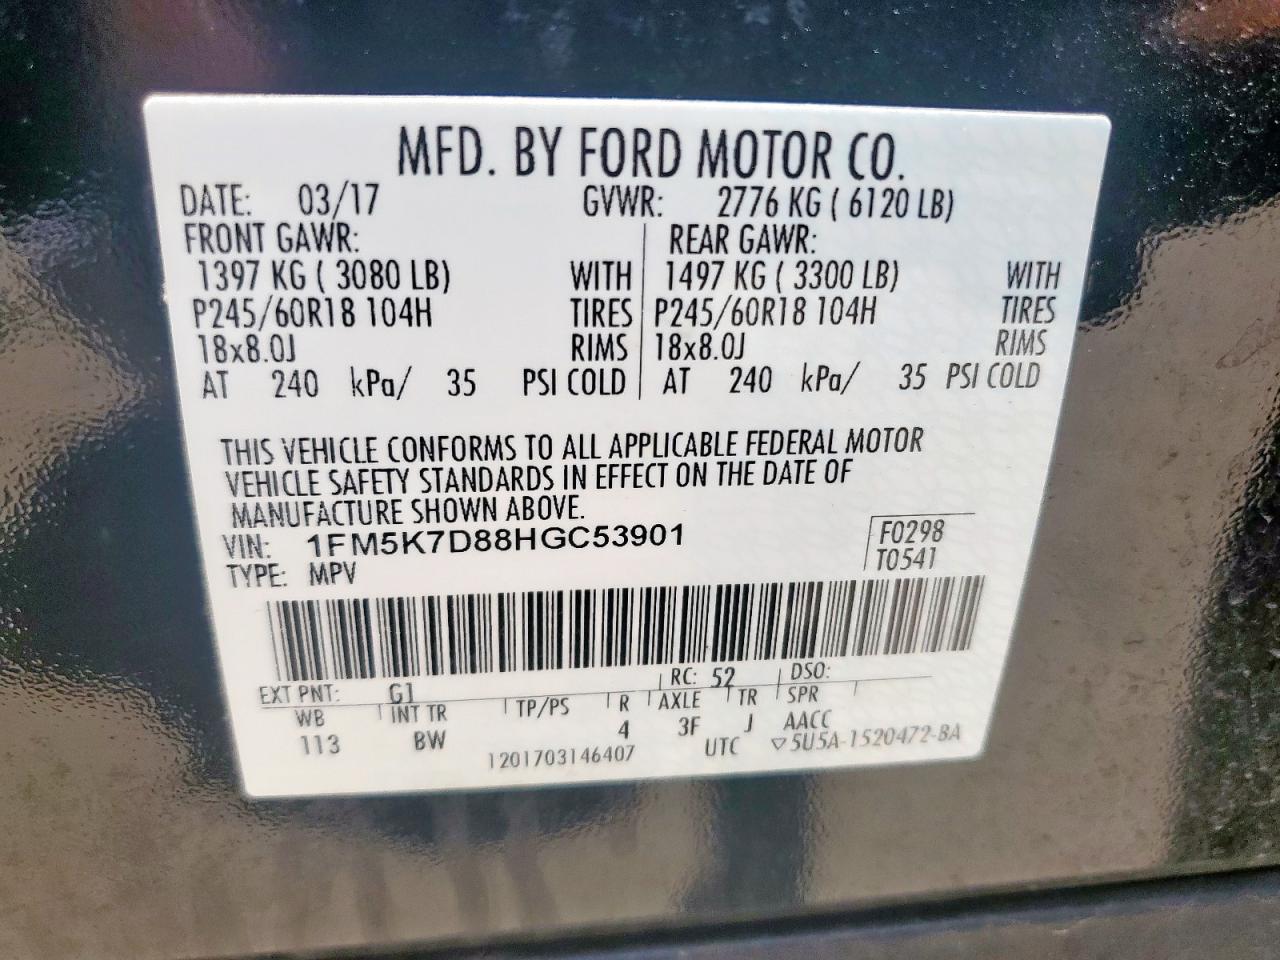 MFD. BY FORD MOTOR CO.
DATE: 03/17 GVWR: 2776 KG ( 6120 LB)
FRONT GAWR: REAR GAWR:
1397 KG ( 3080 LB) WITH 1497 KG ( 3300 LB) WITH
P245/60R18 104H TIRES P245/60R18 104H TIRES
18x8.0J RIMS 18x8.0J RIMS
AT 240 kPa/ 35 PSI COLD AT 240 kPa/ 35 PSI COLD
THIS VEHICLE CONFORMS TO ALL APPLICABLE FEDERAL MOTOR
VEHICLE SAFETY STANDARDS IN EFFECT ON THE DATE OF
MANUFACTURE SHOWN ABOVE.
VIN: 1FM5K7D88HGC53901 F0298
TYPE: MPV T0541
EXT PNT: G1 RC: 52 DSO:
WB INT TR TP/PS R AXLE TR SPR
113 BW 4 3F J AACC
1201703146407 UTC ▽5U5A-1520472-BA